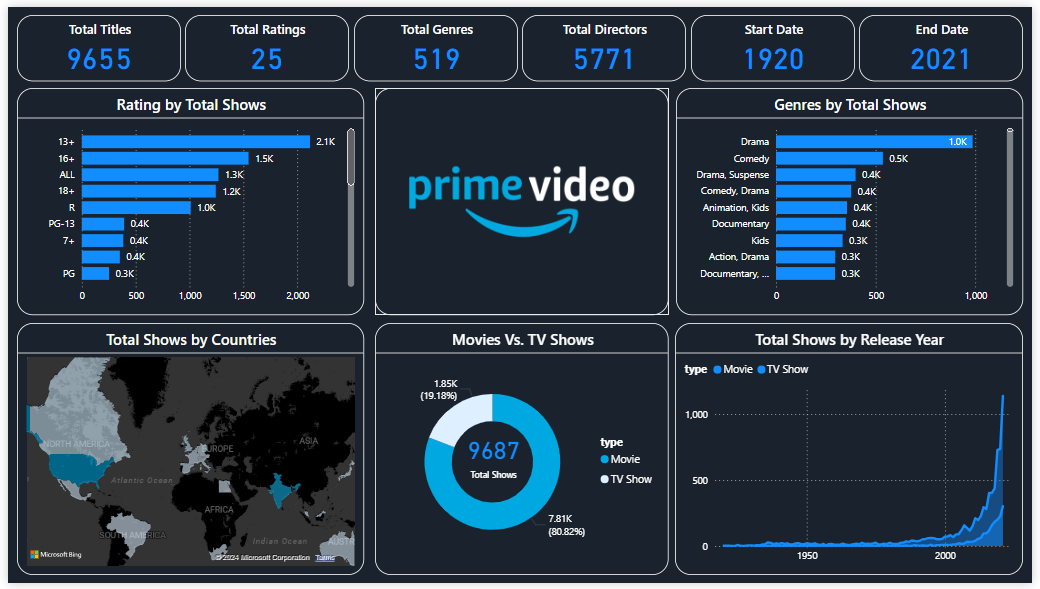 Total Titles
9655
Total Ratings
25
Total Genres
519
Total Directors
5771
Start Date
1920
End Date
2021
Rating by Total Shows
13+ 2.1K
16+ 1.5K
ALL 1.3K
18+ 1.2K
R 1.0K
PG-13 0.4K
7+ 0.4K
0.4K
PG 0.3K
0 500 1,000 1,500 2,000
prime video
Genres by Total Shows
Drama 1.0K
Comedy 0.5K
Drama, Suspense 0.4K
Comedy, Drama 0.4K
Animation, Kids 0.4K
Documentary 0.4K
Kids 0.3K
Action, Drama 0.3K
Documentary, ... 0.3K
0 500 1,000
Total Shows by Countries
NORTH AMERICA
EUROPE
ASIA
Atlantic Ocean
AFRICA
SOUTH AMERICA
Indian Ocean
AUSTR
Microsoft Bing
© 2024 Microsoft Corporation Terms
Movies Vs. TV Shows
1.85K
(19.18%)
9687
Total Shows
type
Movie
TV Show
7.81K
(80.82%)
Total Shows by Release Year
type Movie TV Show
1,000
500
0
1950 2000